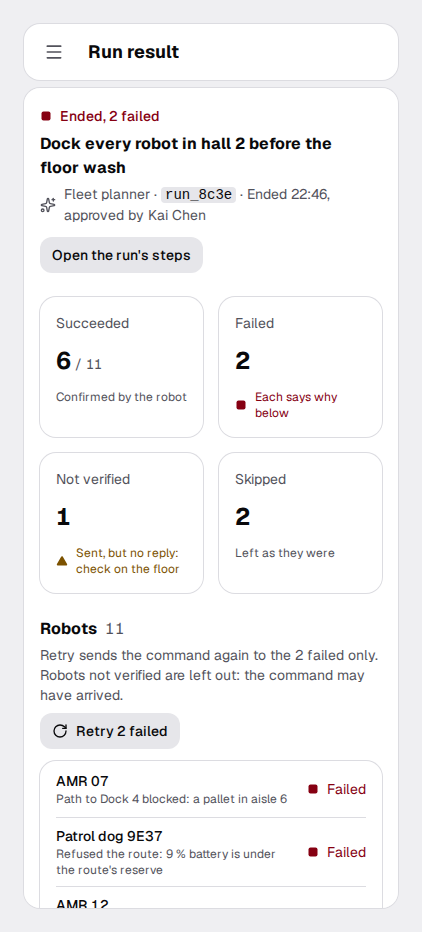 Run result
Ended, 2 failed
Dock every robot in hall 2 before the
floor wash
Fleet planner · run_8c3e · Ended 22:46,
approved by Kai Chen
Open the run's steps
Succeeded
6 / 11
Confirmed by the robot
Failed
2
Each says why
below
Not verified
1
Sent, but no reply:
check on the floor
Skipped
2
Left as they were
Robots 11
Retry sends the command again to the 2 failed only.
Robots not verified are left out: the command may
have arrived.
Retry 2 failed
AMR 07
Path to Dock 4 blocked: a pallet in aisle 6
Failed
Patrol dog 9E37
Refused the route: 9 % battery is under
the route's reserve
Failed
AMR 12